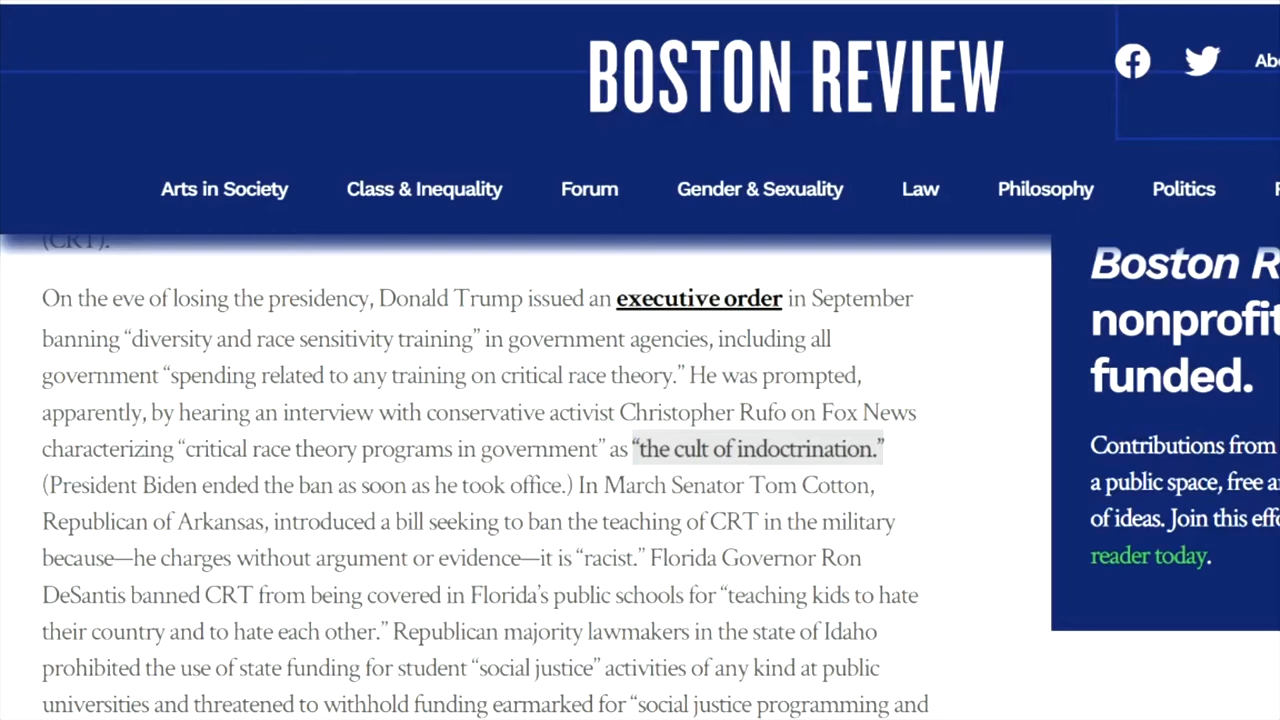 BOSTON REVIEW
Arts in Society Class & Inequality Forum Gender & Sexuality Law Philosophy Politics
(CRT).
On the eve of losing the presidency, Donald Trump issued an executive order in September
banning “diversity and race sensitivity training” in government agencies, including all
government “spending related to any training on critical race theory.” He was prompted,
apparently, by hearing an interview with conservative activist Christopher Rufo on Fox News
characterizing “critical race theory programs in government” as “the cult of indoctrination.”
(President Biden ended the ban as soon as he took office.) In March Senator Tom Cotton,
Republican of Arkansas, introduced a bill seeking to ban the teaching of CRT in the military
because—he charges without argument or evidence—it is “racist.” Florida Governor Ron
DeSantis banned CRT from being covered in Florida’s public schools for “teaching kids to hate
their country and to hate each other.” Republican majority lawmakers in the state of Idaho
prohibited the use of state funding for student “social justice” activities of any kind at public
universities and threatened to withhold funding earmarked for “social justice programming and
Boston R
nonprofit
funded.
Contributions from
a public space, free a
of ideas. Join this eff
reader today.